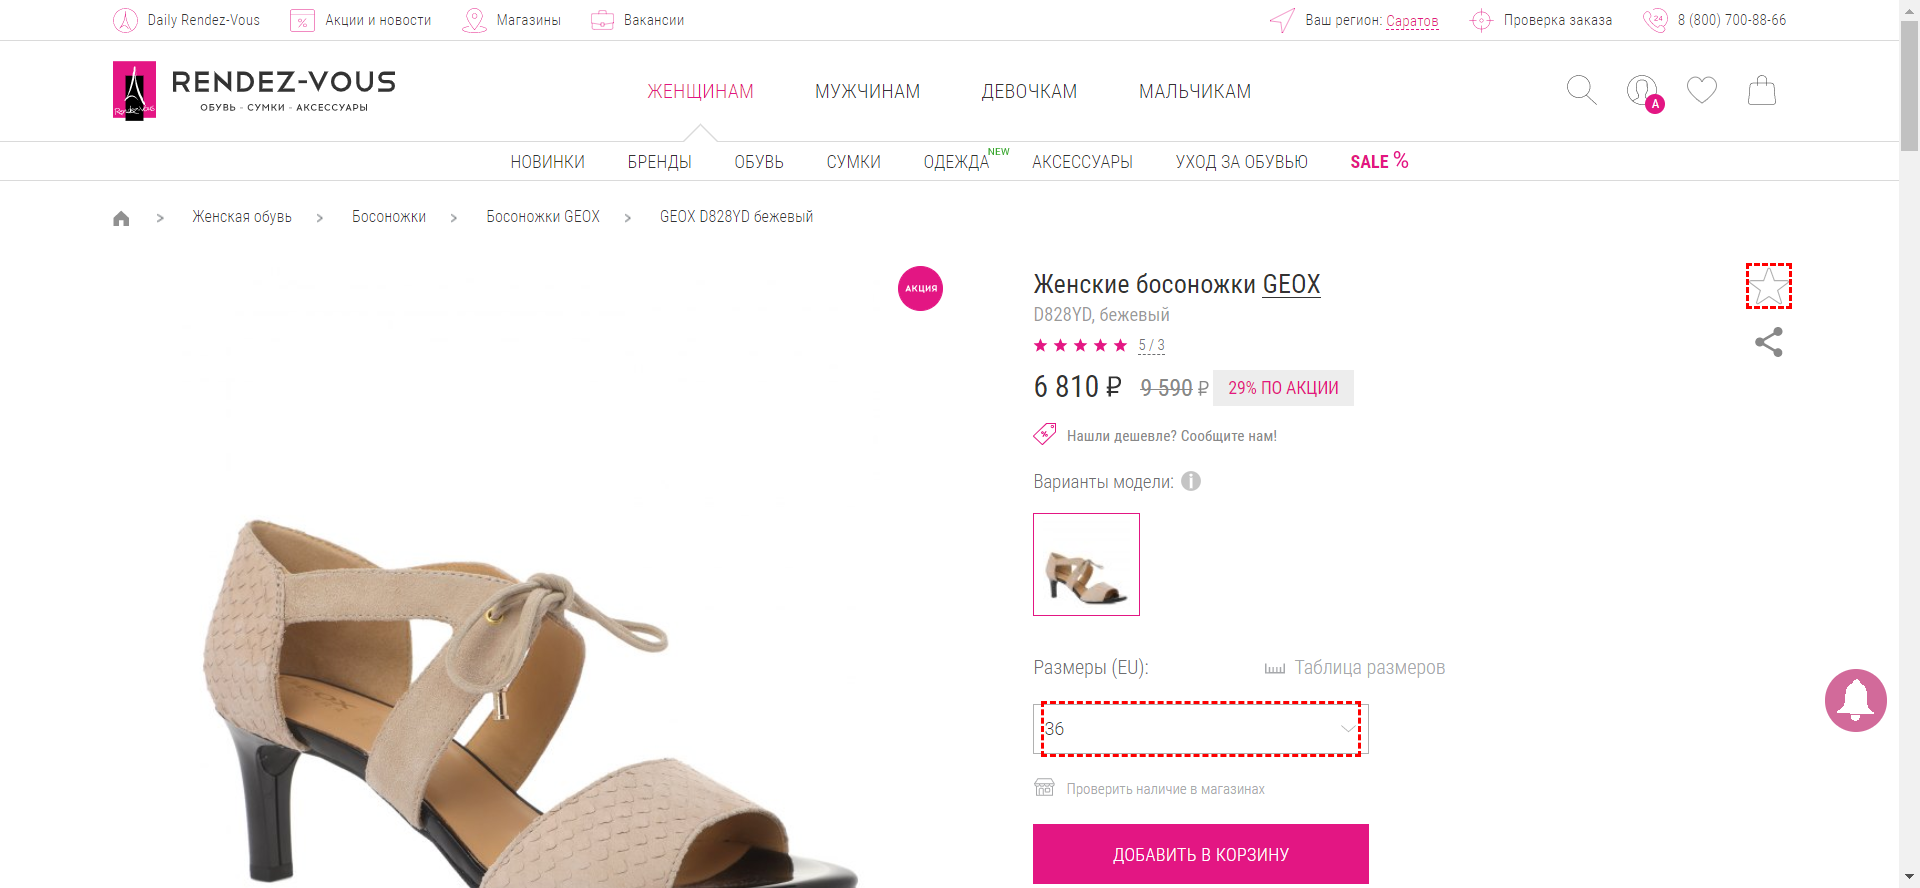 Daily Rendez-Vous
Акции и новости
Магазины
Вакансии
Ваш регион: Саратов
Проверка заказа
24
8 (800) 700-88-66
Rendez-Vous
RENDEZ-VOUS
ОБУВЬ - СУМКИ - АКСЕССУАРЫ
ЖЕНЩИНАМ
МУЖЧИНАМ
ДЕВОЧКАМ
МАЛЬЧИКАМ
A
НОВИНКИ
БРЕНДЫ
ОБУВЬ
СУМКИ
ОДЕЖДА NEW
АКСЕССУАРЫ
УХОД ЗА ОБУВЬЮ
SALE %
> Женская обувь > Босоножки > Босоножки GEOX > GEOX D828YD бежевый
АКЦИЯ
Женские босоножки GEOX
D828YD, бежевый
5 / 3
6 810 ₽ 9 590 ₽ 29% ПО АКЦИИ
Нашли дешевле? Сообщите нам!
Варианты модели: i
Размеры (EU):
Таблица размеров
36
Проверить наличие в магазинах
ДОБАВИТЬ В КОРЗИНУ